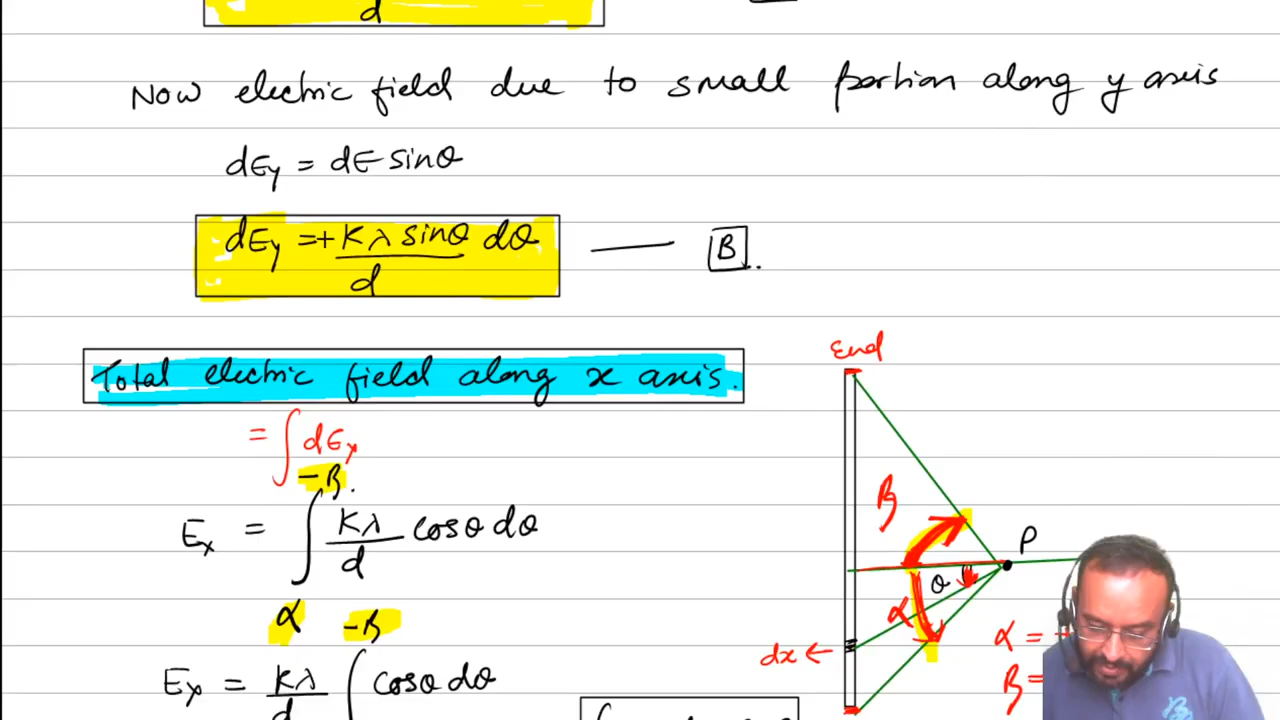 d
Now electric field due to small portion along y axis
dEy = dE sinθ
dEy = + Kλ sinθ dθ / d —— B.
Total electric field along x axis.
= ∫ dEx
-β.
Ex = ∫ Kλ/d cosθ dθ
α
-β
Ex = Kλ/d ∫ cosθ dθ
End
β
P
θ
α
dx ←
α =
β =